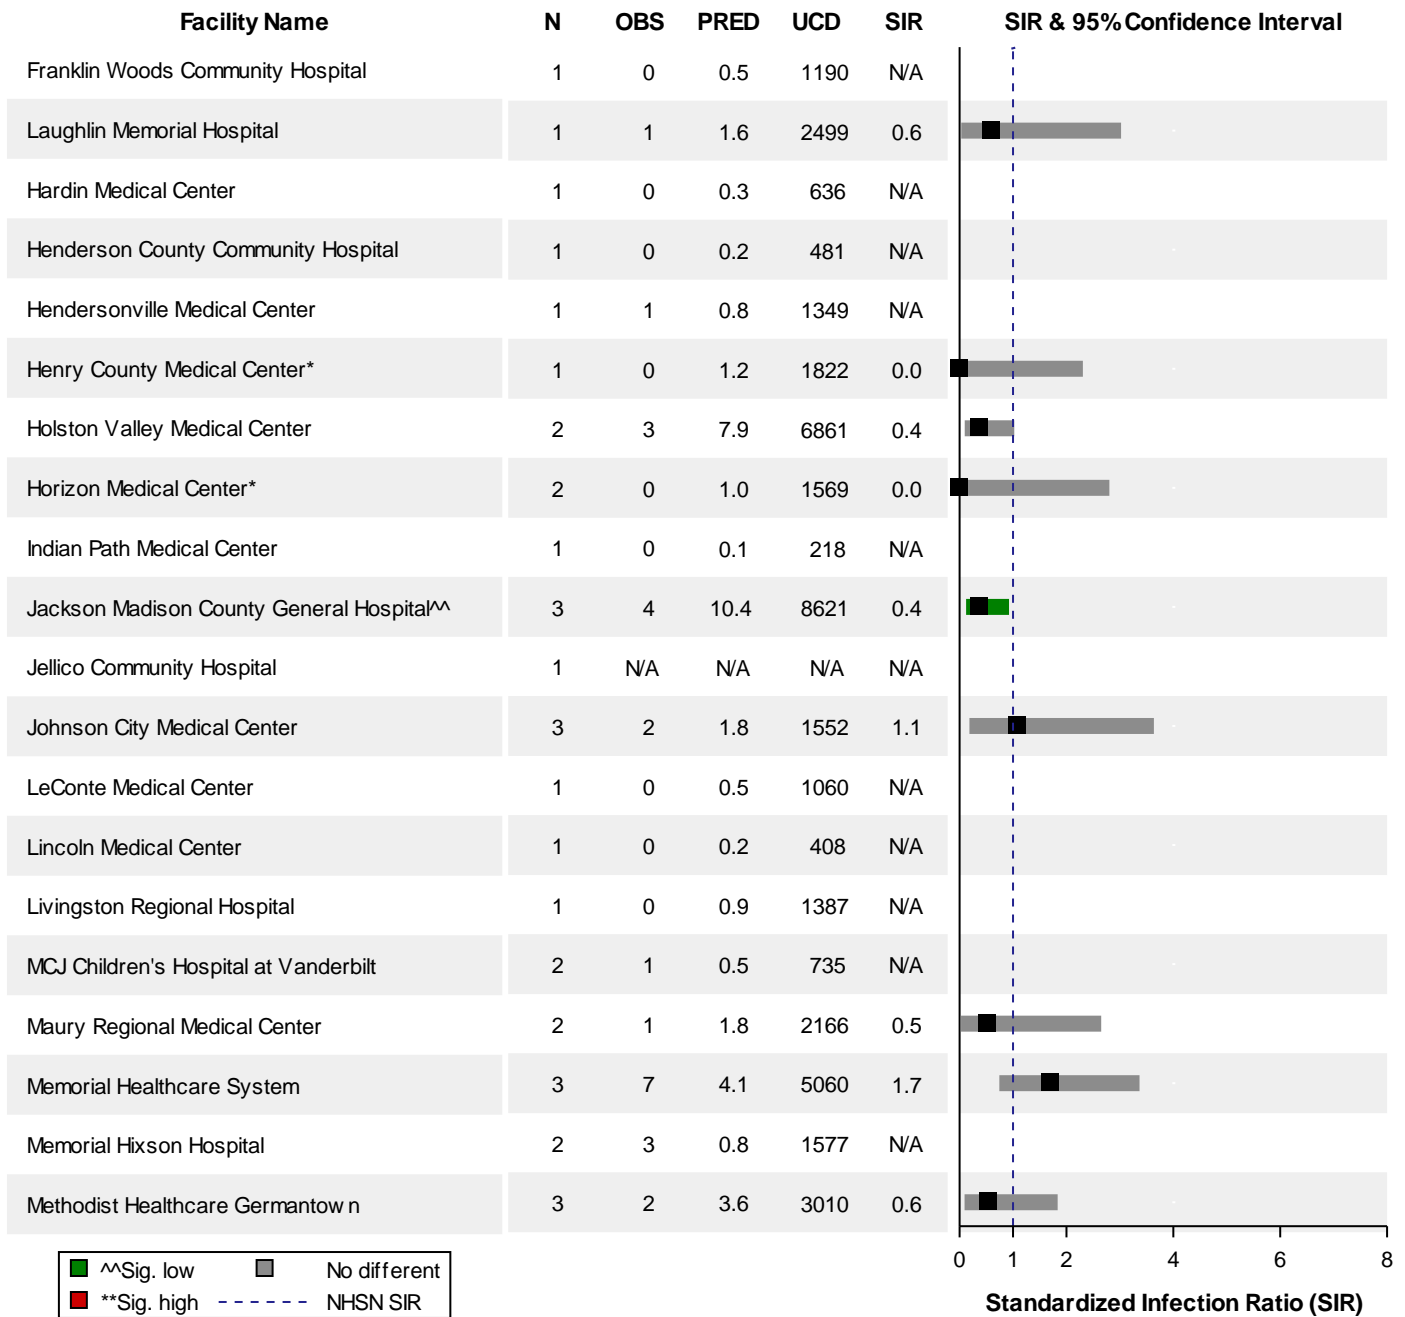 Facility Name N OBS PRED UCD SIR SIR & 95% Confidence Interval
Franklin Woods Community Hospital 1 0 0.5 1190 N/A
Laughlin Memorial Hospital 1 1 1.6 2499 0.6
Hardin Medical Center 1 0 0.3 636 N/A
Henderson County Community Hospital 1 0 0.2 481 N/A
Hendersonville Medical Center 1 1 0.8 1349 N/A
Henry County Medical Center* 1 0 1.2 1822 0.0
Holston Valley Medical Center 2 3 7.9 6861 0.4
Horizon Medical Center* 2 0 1.0 1569 0.0
Indian Path Medical Center 1 0 0.1 218 N/A
Jackson Madison County General Hospital^^ 3 4 10.4 8621 0.4
Jellico Community Hospital 1 N/A N/A N/A N/A
Johnson City Medical Center 3 2 1.8 1552 1.1
LeConte Medical Center 1 0 0.5 1060 N/A
Lincoln Medical Center 1 0 0.2 408 N/A
Livingston Regional Hospital 1 0 0.9 1387 N/A
MCJ Children's Hospital at Vanderbilt 2 1 0.5 735 N/A
Maury Regional Medical Center 2 1 1.8 2166 0.5
Memorial Healthcare System 3 7 4.1 5060 1.7
Memorial Hixson Hospital 2 3 0.8 1577 N/A
Methodist Healthcare Germantown 3 2 3.6 3010 0.6
0 1 2 4 6 8
^^Sig. low No different
**Sig. high NHSN SIR
Standardized Infection Ratio (SIR)